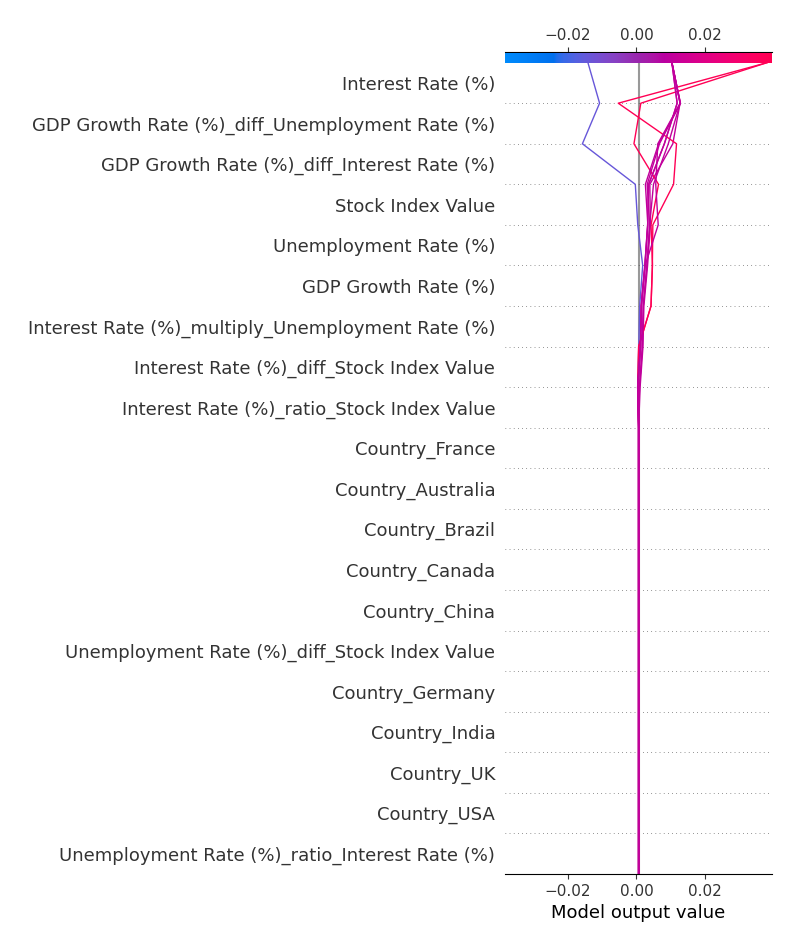 −0.02 0.00 0.02
Interest Rate (%)
GDP Growth Rate (%)_diff_Unemployment Rate (%)
GDP Growth Rate (%)_diff_Interest Rate (%)
Stock Index Value
Unemployment Rate (%)
GDP Growth Rate (%)
Interest Rate (%)_multiply_Unemployment Rate (%)
Interest Rate (%)_diff_Stock Index Value
Interest Rate (%)_ratio_Stock Index Value
Country_France
Country_Australia
Country_Brazil
Country_Canada
Country_China
Unemployment Rate (%)_diff_Stock Index Value
Country_Germany
Country_India
Country_UK
Country_USA
Unemployment Rate (%)_ratio_Interest Rate (%)
−0.02 0.00 0.02
Model output value